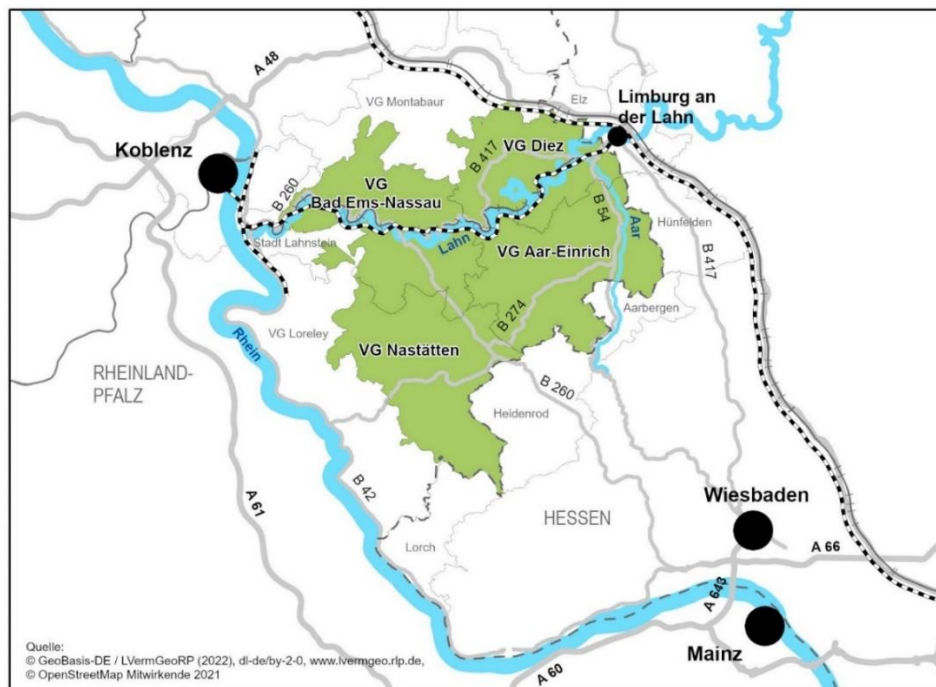 A 48
VG Montabaur
Elz
Limburg an
der Lahn
Koblenz
VG Diez
B 417
B 260
VG
Bad Ems-Nassau
B 54
Hünfelden
Stadt Lahnstein
Lahn
Aar
VG Aar-Einrich
B 417
Aarbergen
B 274
VG Loreley
Rhein
VG Nastätten
RHEINLAND-
PFALZ
B 260
Heidenrod
B 42
A 61
Wiesbaden
HESSEN
Lorch
A 66
A 643
Mainz
A 60
Quelle:
© GeoBasis-DE / LVermGeoRP (2022), dl-de/by-2-0, www.lvermgeo.rlp.de,
© OpenStreetMap Mitwirkende 2021